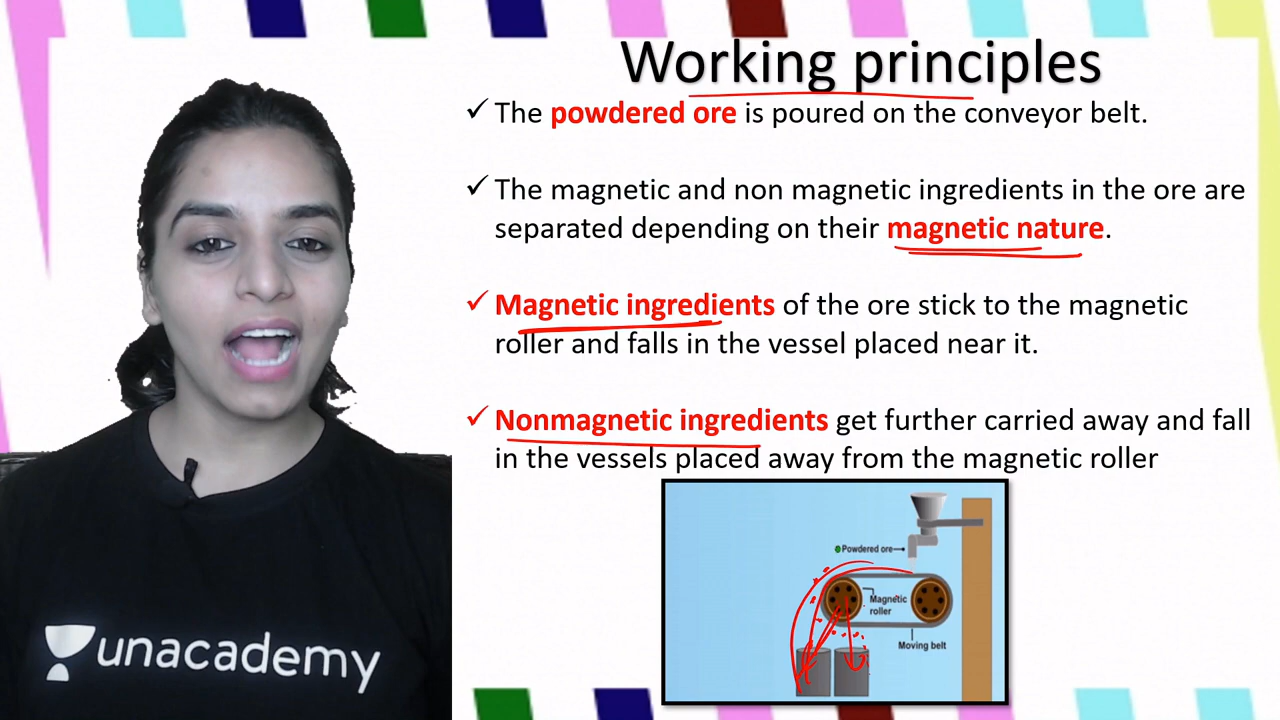 Working principles
✓ The powdered ore is poured on the conveyor belt.
✓ The magnetic and non magnetic ingredients in the ore are
separated depending on their magnetic nature.
✓ Magnetic ingredients of the ore stick to the magnetic
roller and falls in the vessel placed near it.
✓ Nonmagnetic ingredients get further carried away and fall
in the vessels placed away from the magnetic roller
Powdered ore
Magnetic
roller
Moving belt
unacademy